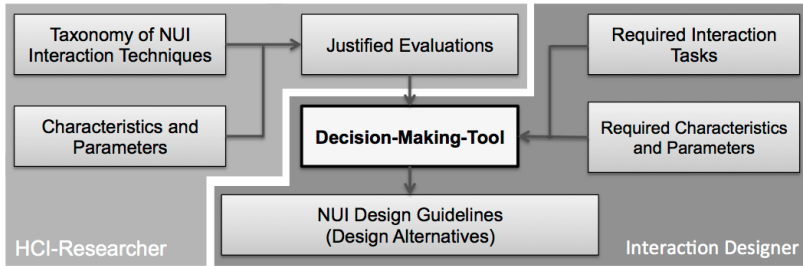 Taxonomy of NUI
Interaction Techniques
Justified Evaluations
Required Interaction
Tasks
Characteristics and
Parameters
Decision-Making-Tool
Required Characteristics
and Parameters
NUI Design Guidelines
(Design Alternatives)
HCI-Researcher
Interaction Designer